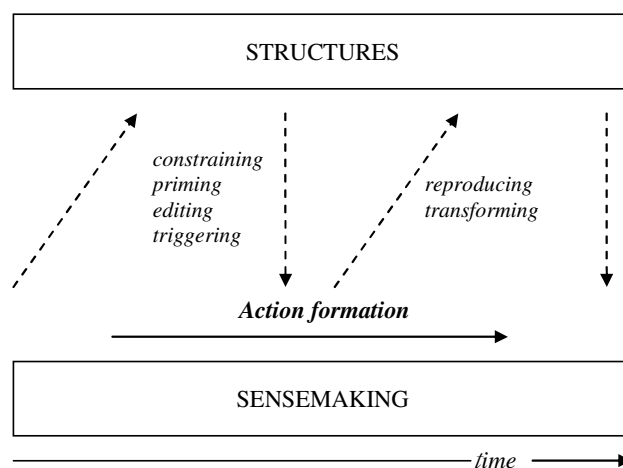 STRUCTURES
constraining
priming
editing
triggering
reproducing
transforming
Action formation
SENSEMAKING
time